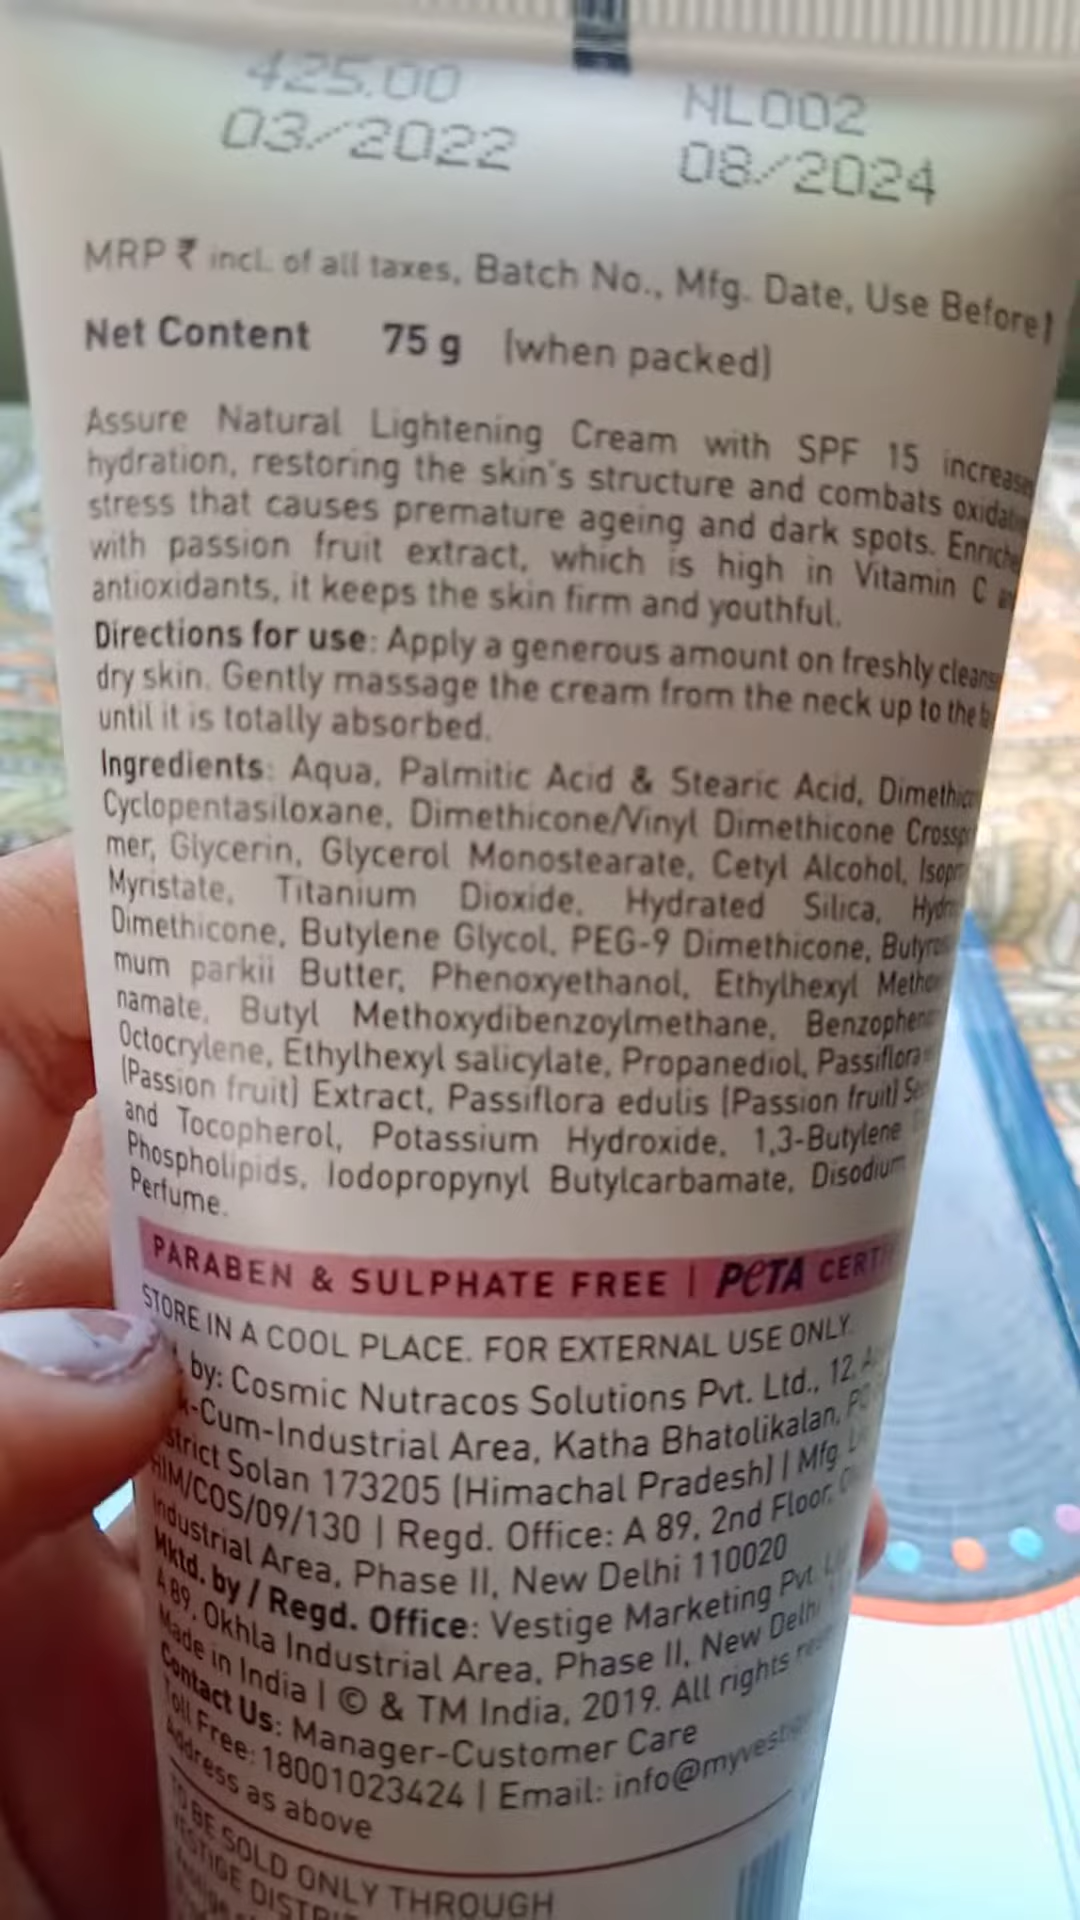 425.00 NL002
03/2022 08/2024
MRP ₹ incl. of all taxes, Batch No., Mfg. Date, Use Before↑
Net Content 75 g (when packed)
Assure Natural Lightening Cream with SPF 15
hydration, restoring the skin's structure and combats
stress that causes premature ageing and dark spots.
with passion fruit extract, which is high in Vitamin C
antioxidants, it keeps the skin firm and youthful.
Directions for use: Apply a generous amount on freshly
dry skin. Gently massage the cream from the neck up to the
until it is totally absorbed.
Ingredients: Aqua, Palmitic Acid & Stearic Acid,
Cyclopentasiloxane, Dimethicone/Vinyl Dimethicone
mer, Glycerin, Glycerol Monostearate, Cetyl Alcohol,
Myristate, Titanium Dioxide, Hydrated Silica,
Dimethicone, Butylene Glycol, PEG-9 Dimethicone,
mum parkii Butter, Phenoxyethanol, Ethylhexyl
namate, Butyl Methoxydibenzoylmethane,
Octocrylene, Ethylhexyl salicylate, Propanediol, Passiflora
(Passion fruit) Extract, Passiflora edulis (Passion fruit)
and Tocopherol, Potassium Hydroxide, 1,3-Butylene
Phospholipids, Iodopropynyl Butylcarbamate, Disodium
Perfume.
PARABEN & SULPHATE FREE | PETA
STORE IN A COOL PLACE. FOR EXTERNAL USE ONLY.
by: Cosmic Nutracos Solutions Pvt. Ltd., 12,
-Cum-Industrial Area, Katha Bhatolikalan,
strict Solan 173205 (Himachal Pradesh) | Mfg.
HIM/COS/09/130 | Regd. Office: A 89, 2nd Floor,
Industrial Area, Phase II, New Delhi 110020
Mktd. by / Regd. Office: Vestige Marketing Pvt.
A 89, Okhla Industrial Area, Phase II, New Delhi
Made in India | © & TM India, 2019. All rights
Contact Us: Manager-Customer Care
Toll Free: 18001023424 | Email: info@myvestig
Address as above
TO BE SOLD ONLY THROUGH
VESTIGE